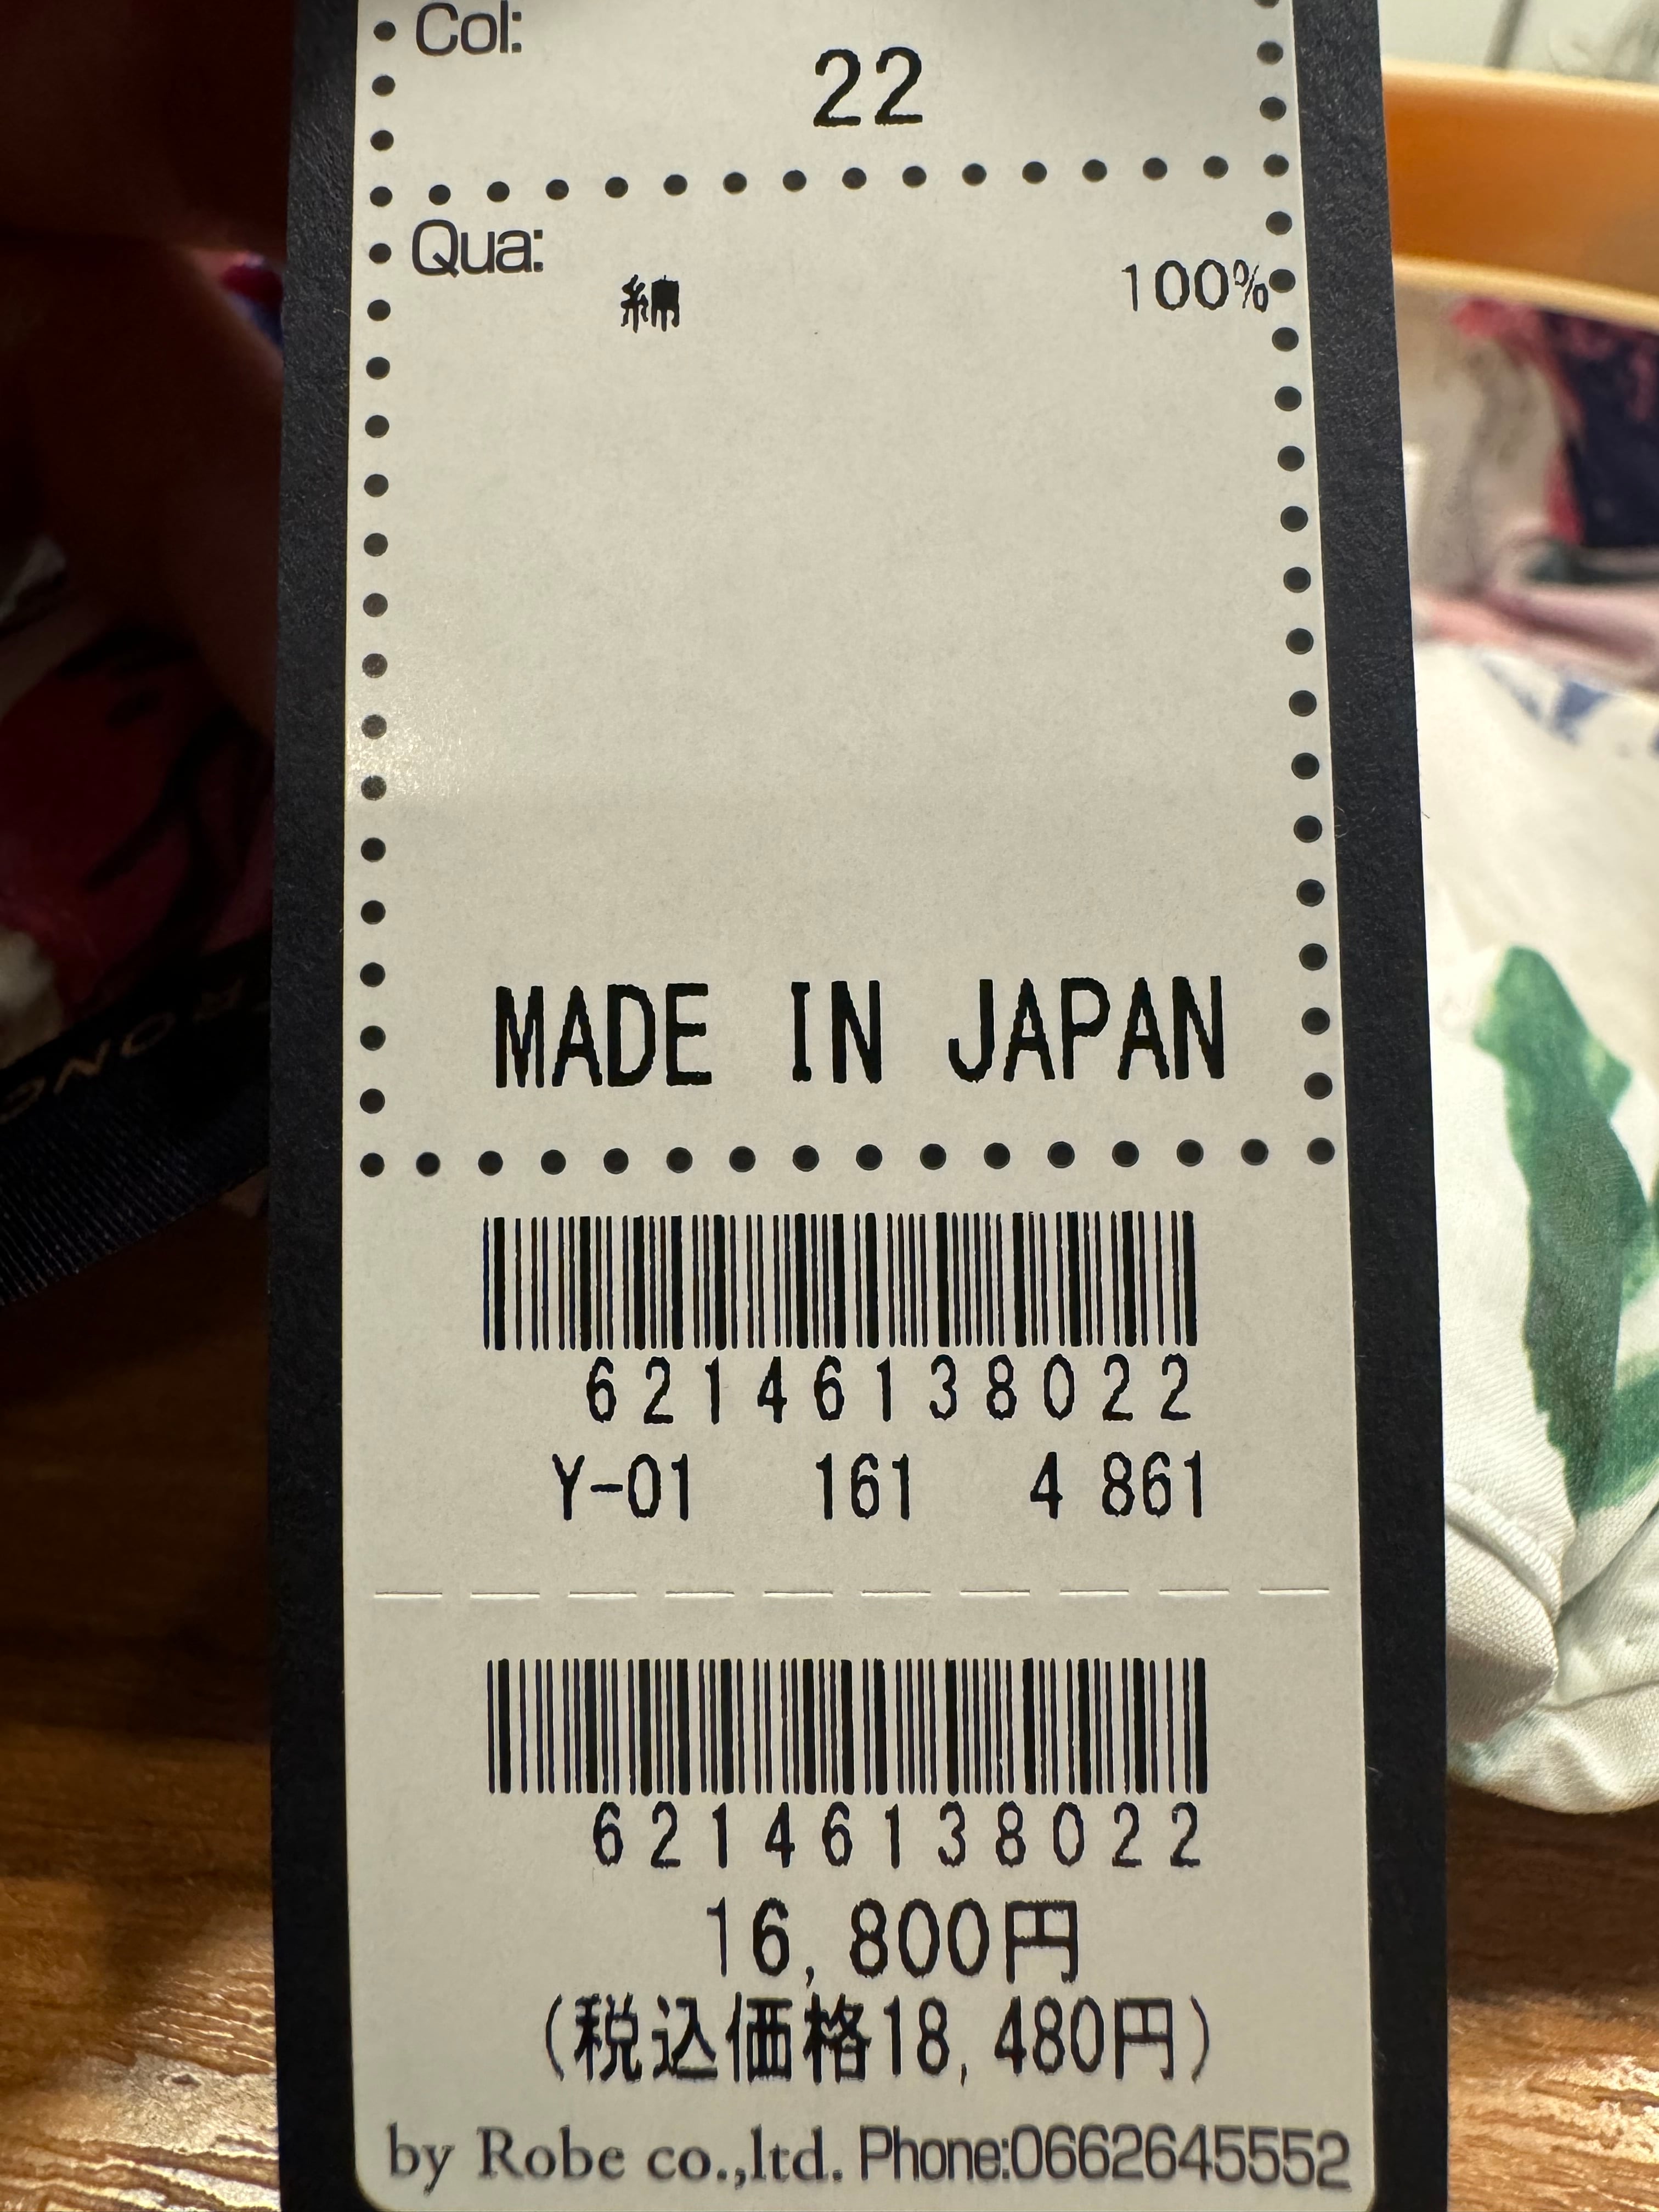 Col:
22
Qua:
綿 100%
MADE IN JAPAN
62146138022
Y-01 161 4 861
62146138022
16,800円
(税込価格18,480円)
by Robe co.,ltd. Phone:0662645552